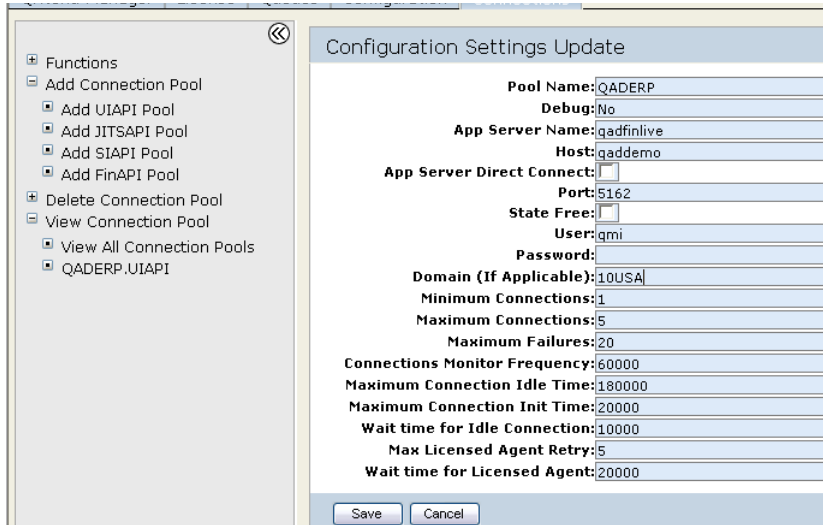 Functions
Add Connection Pool
Add UIAPI Pool
Add JITSAPI Pool
Add SIAPI Pool
Add FinAPI Pool
Delete Connection Pool
View Connection Pool
View All Connection Pools
QADERP.UIAPI
Configuration Settings Update
Pool Name: QADERP
Debug: No
App Server Name: qadfinlive
Host: qaddemo
App Server Direct Connect:
Port: 5162
State Free:
User: qmi
Password:
Domain (If Applicable): 10USA
Minimum Connections: 1
Maximum Connections: 5
Maximum Failures: 20
Connections Monitor Frequency: 60000
Maximum Connection Idle Time: 180000
Maximum Connection Init Time: 20000
Wait time for Idle Connection: 10000
Max Licensed Agent Retry: 5
Wait time for Licensed Agent: 20000
Save Cancel